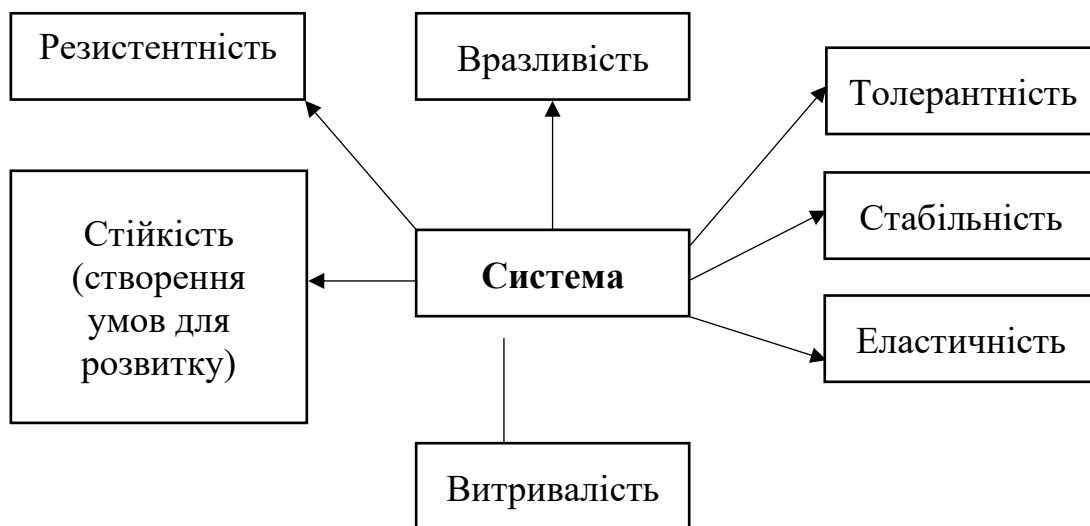 Резистентність
Вразливість
Толерантність
Стійкість
(створення
умов для
розвитку)
Система
Стабільність
Еластичність
Витривалість